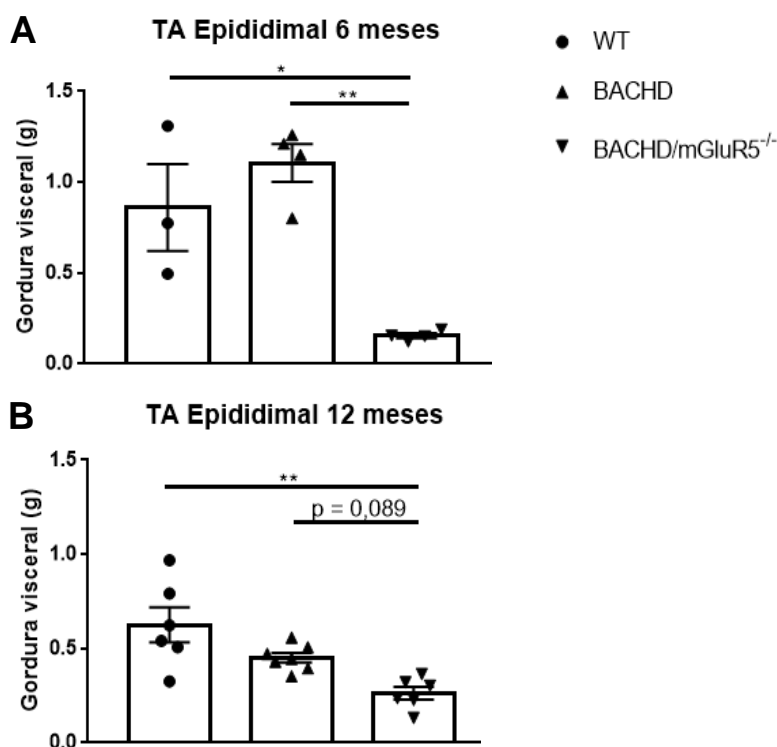 A
TA Epididimal 6 meses
WT
BACHD
BACHD/mGluR5-/-
*
**
1.5
1.0
0.5
0.0
Gordura visceral (g)
B
TA Epididimal 12 meses
**
p = 0,089
1.5
1.0
0.5
0.0
Gordura visceral (g)